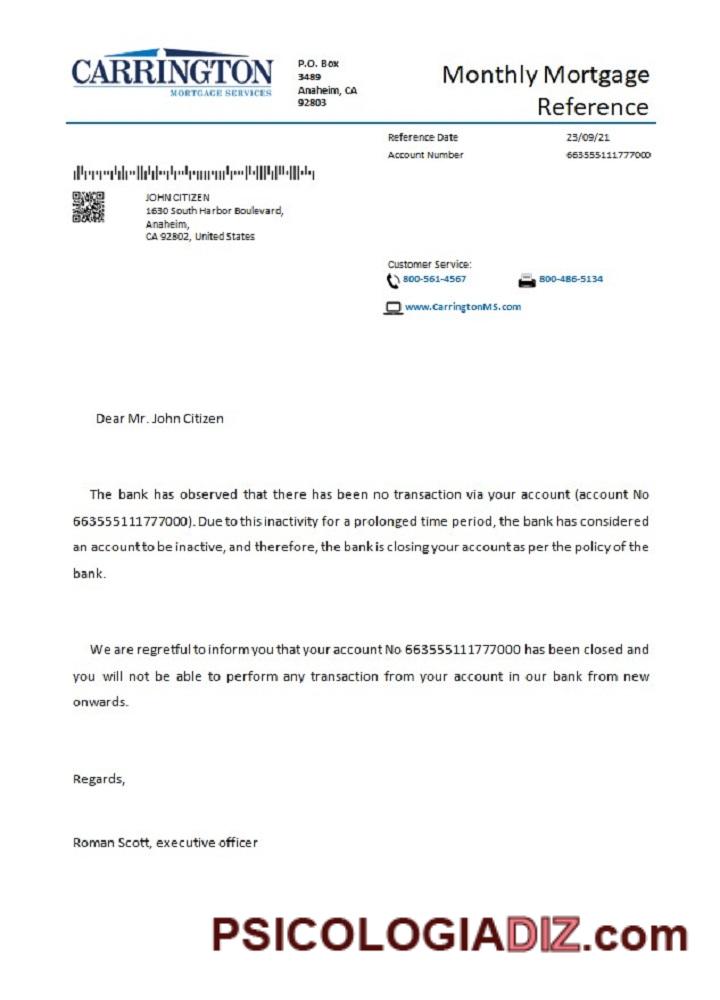 CARRINGTON
MORTGAGE SERVICES
P.O. Box
3489
Anaheim, CA
92803
Monthly Mortgage
Reference
Reference Date 23/09/21
Account Number 663555111777000
JOHN CITIZEN
1630 South Harbor Boulevard,
Anaheim,
CA 92802, United States
Customer Service:
800-561-4567 800-486-5134
www.CarringtonMS.com
Dear Mr. John Citizen
The bank has observed that there has been no transaction via your account (account No
663555111777000). Due to this inactivity for a prolonged time period, the bank has considered
an account to be inactive, and therefore, the bank is closing your account as per the policy of the
bank.
We are regretful to inform you that your account No 663555111777000 has been closed and
you will not be able to perform any transaction from your account in our bank from new
onwards.
Regards,
Roman Scott, executive officer
PSICOLOGIADIZ.com